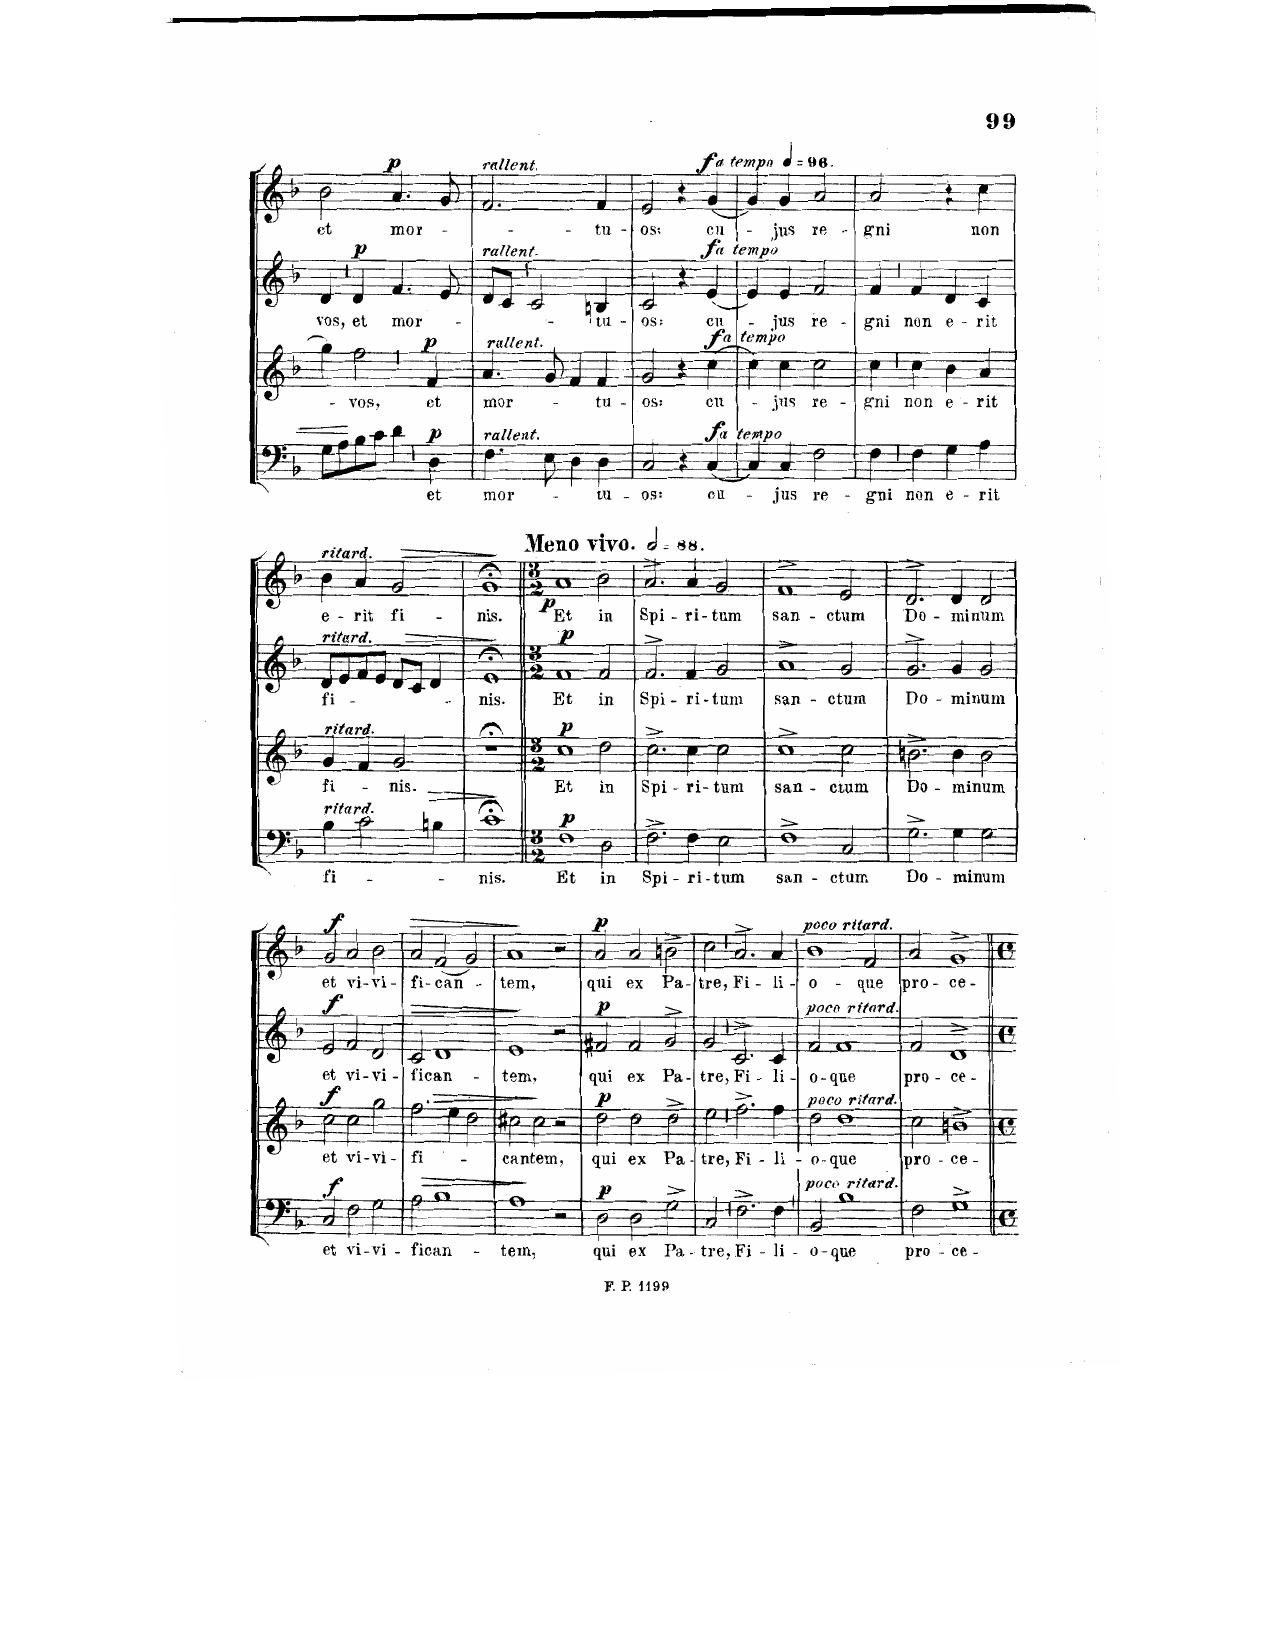 99
p rallent. f a tempo = 96.
et mor - - - tu - os: cu - jus re - gni non
p rallent. f a tempo
vos, et mor - - tu - os: cu - jus re - gni non e - rit
p rallent. f a tempo
- vos, et mor - tu - os: cu - jus re - gni non e - rit
p rallent. f a tempo
et mor - tu - os: cu - jus re - gni non e - rit
Meno vivo. = 88.
ritard. 3 2 p
e - rit fi - nis. Et in Spi - ri - tum san - ctum Do - minum
ritard. 3 2 p
fi - - nis. Et in Spi - ri - tum san - ctum Do - minum
ritard. 3 2 p
fi - nis. Et in Spi - ri - tum san - ctum Do - minum
ritard. 3 2 p
fi - - nis. Et in Spi - ri - tum san - ctum Do - minum
f p poco ritard.
et vi - vi - fi - can - tem, qui ex Pa - tre, Fi - li - o - que pro - ce -
f p poco ritard.
et vi - vi - fican - tem, qui ex Pa - tre, Fi - li - o - que pro - ce -
f p poco ritard.
et vi - vi - fi - cantem, qui ex Pa - tre, Fi - li - o - que pro - ce -
f p poco ritard.
et vi - vi - fican - tem, qui ex Pa - tre, Fi - li - o - que pro - ce -
F. P. 1199